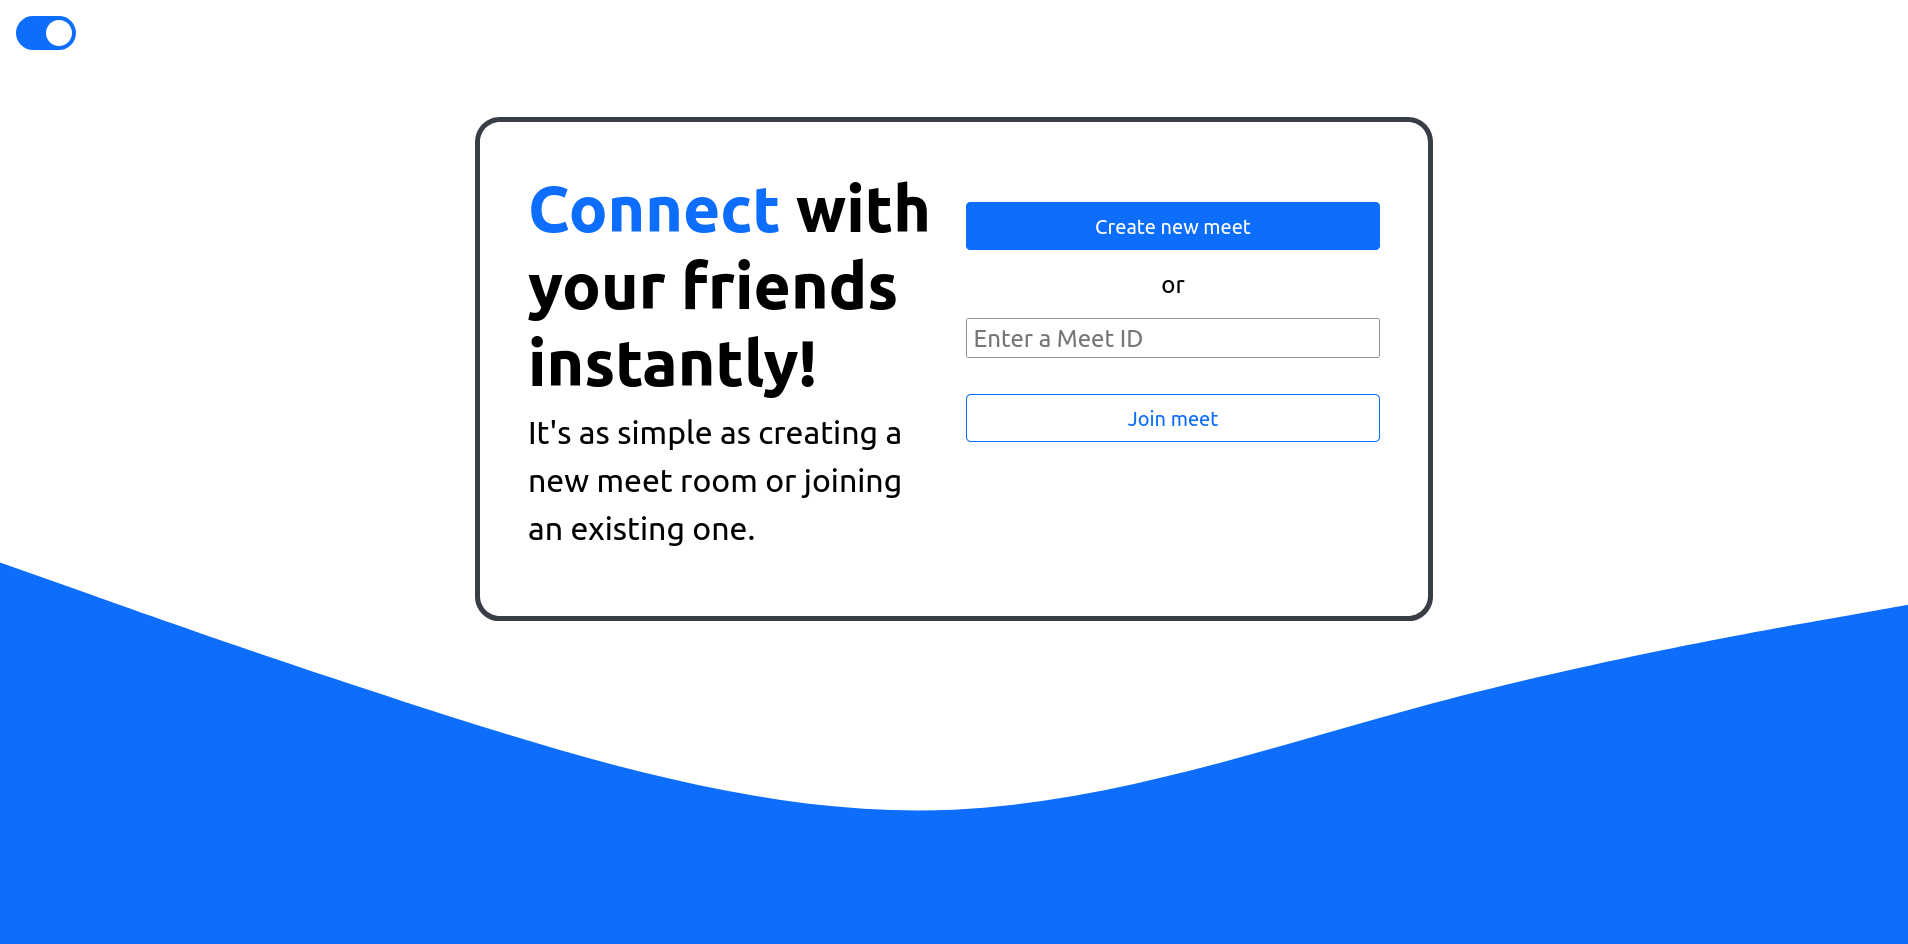 Connect with
your friends
instantly!
It's as simple as creating a
new meet room or joining
an existing one.
Create new meet
or
Enter a Meet ID
Join meet